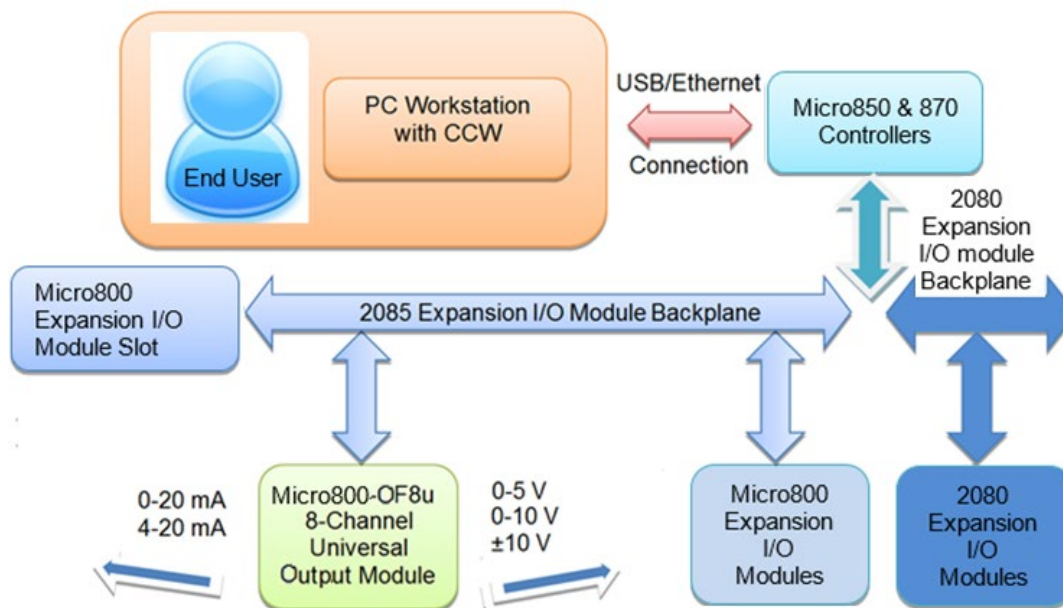 PC Workstation
with CCW
End User
USB/Ethernet
Connection
Micro850 & 870
Controllers
2080
Expansion
I/O module
Backplane
Micro800
Expansion I/O
Module Slot
2085 Expansion I/O Module Backplane
0-20 mA
4-20 mA
Micro800-OF8u
8-Channel
Universal
Output Module
0-5 V
0-10 V
±10 V
Micro800
Expansion
I/O
Modules
2080
Expansion
I/O
Modules